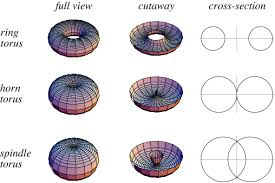 full view cutaway cross-section
ring
torus
horn
torus
spindle
torus